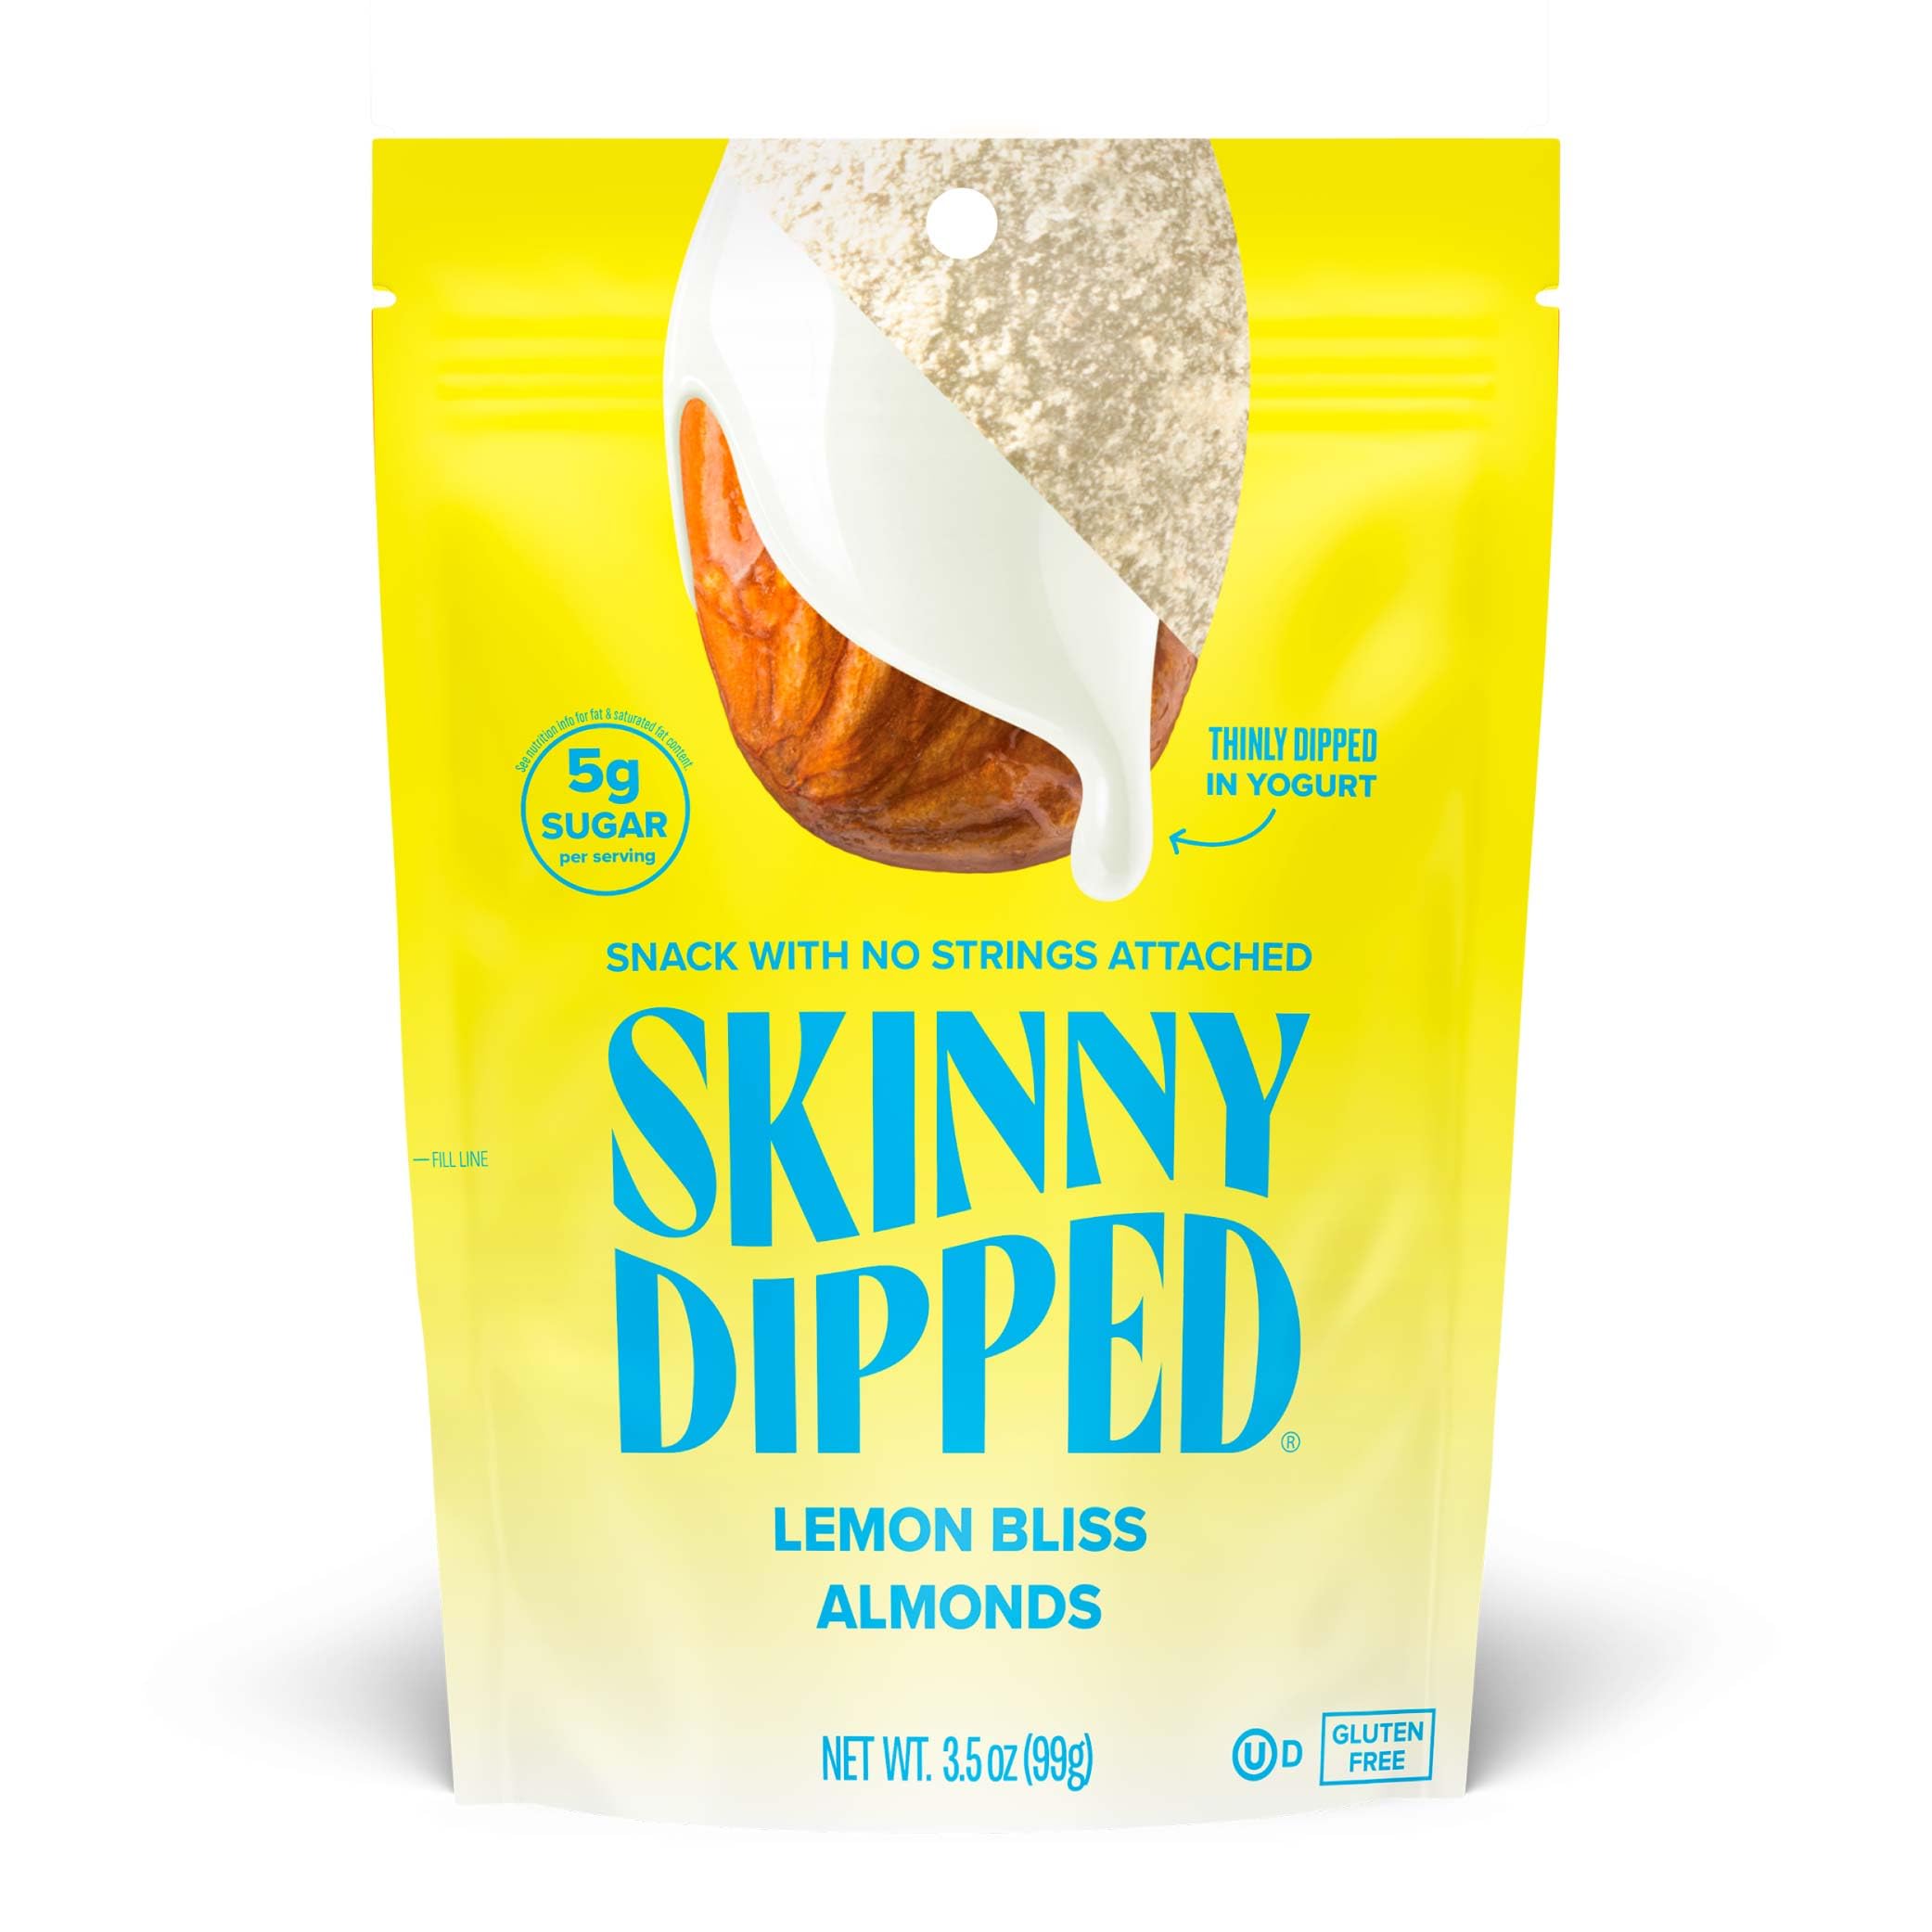 See nutrition info for fat & saturated fat content.
5g
SUGAR
per serving
THINLY DIPPED
IN YOGURT
SNACK WITH NO STRINGS ATTACHED
SKINNY
DIPPED®
FILL LINE
LEMON BLISS
ALMONDS
NET WT. 3.5 oz (99g)
U D
GLUTEN
FREE